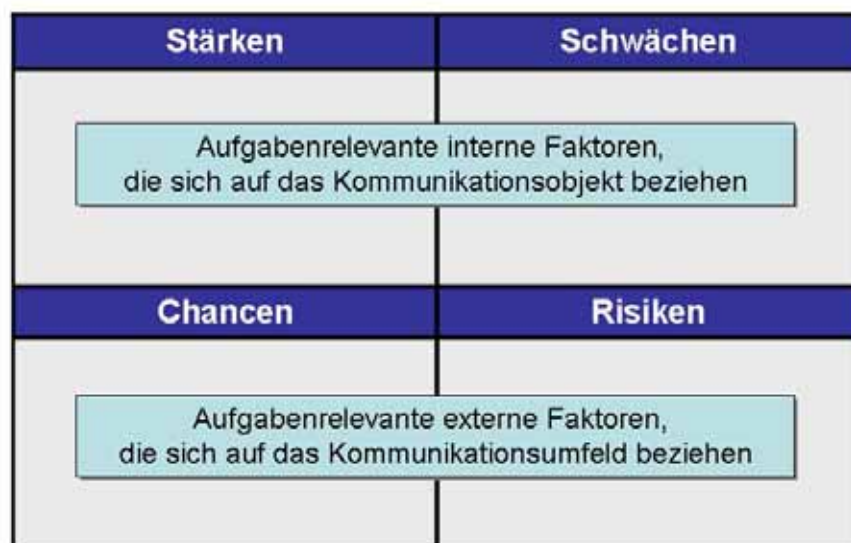 Stärken Schwächen
Aufgabenrelevante interne Faktoren,
die sich auf das Kommunikationsobjekt beziehen
Chancen Risiken
Aufgabenrelevante externe Faktoren,
die sich auf das Kommunikationsumfeld beziehen